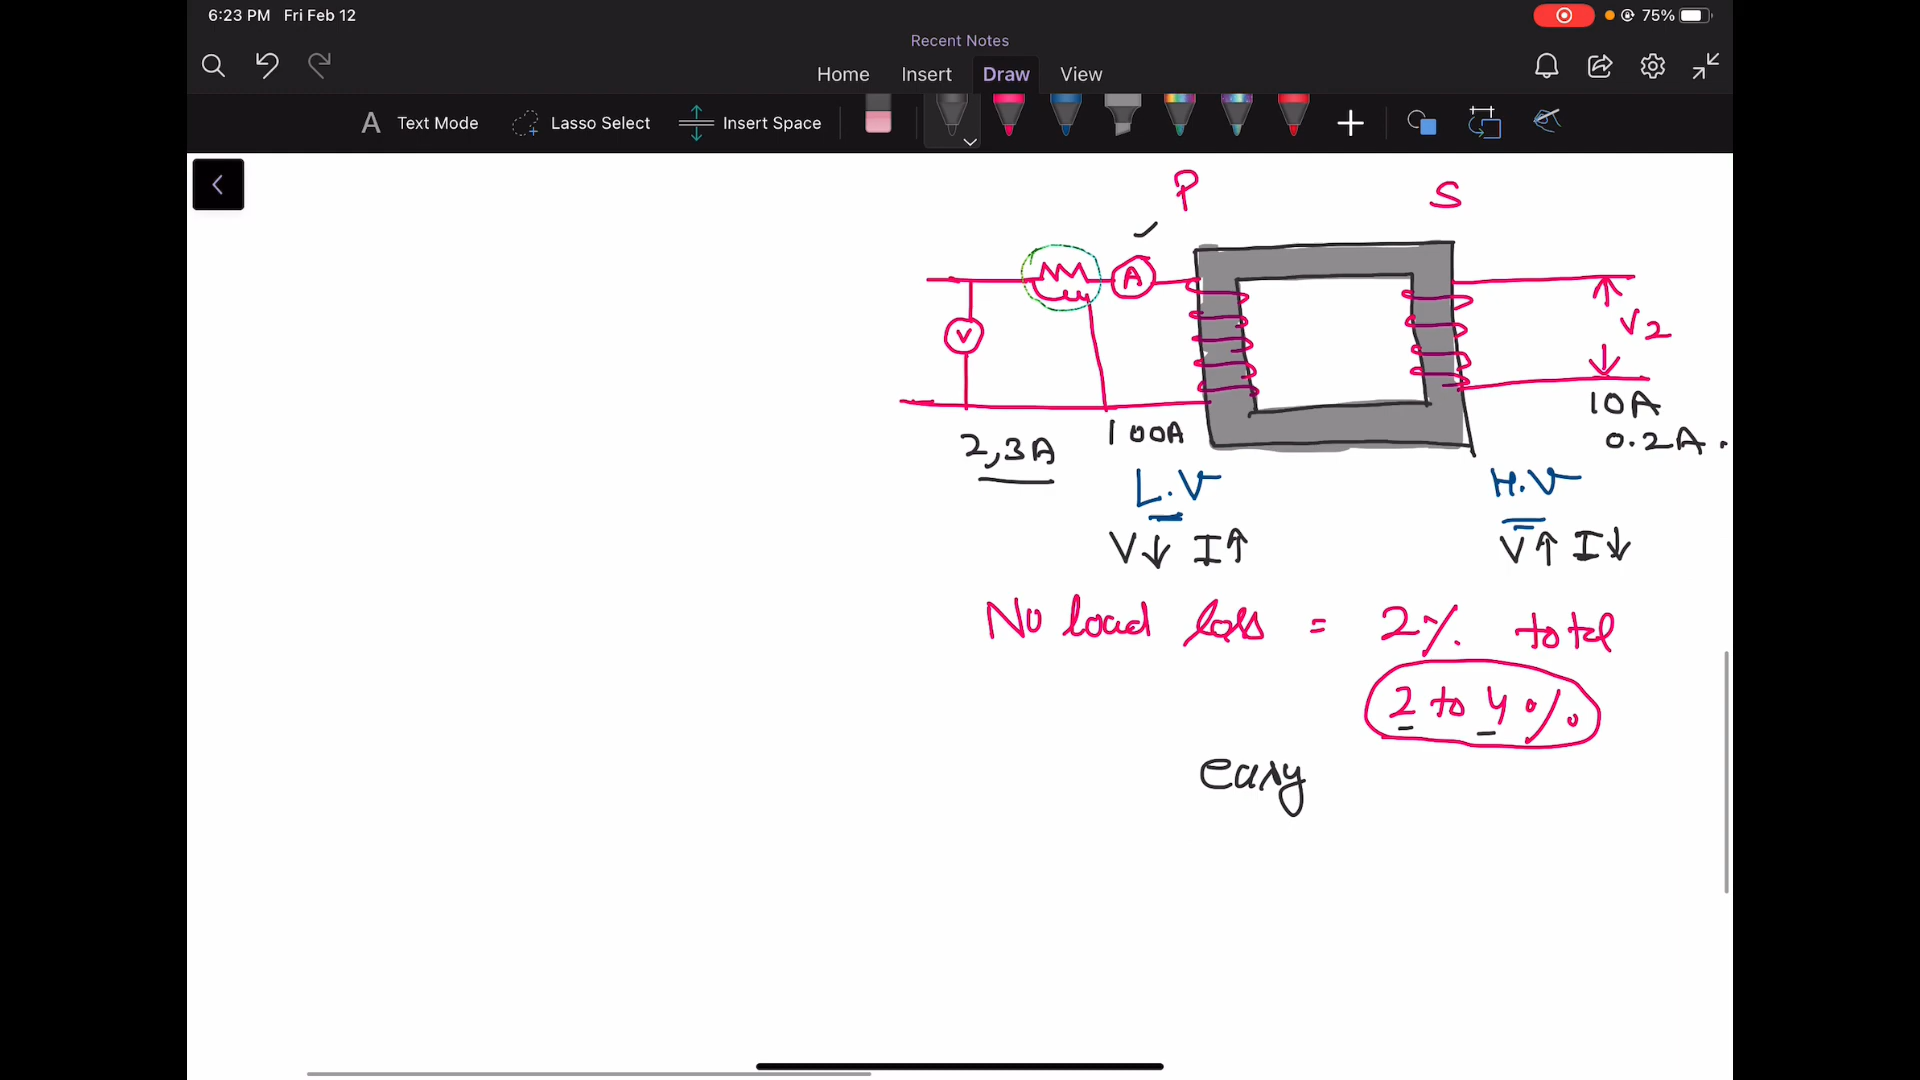 6:23 PM Fri Feb 12
75%
Recent Notes
Home Insert Draw View
A Text Mode Lasso Select Insert Space
P S
A
V
V2
10A
0.2A.
2,3A
100A
L.V H.V
V↓ I↑ V↑ I↓
No load loss = 2% total
2 to 4%
easy